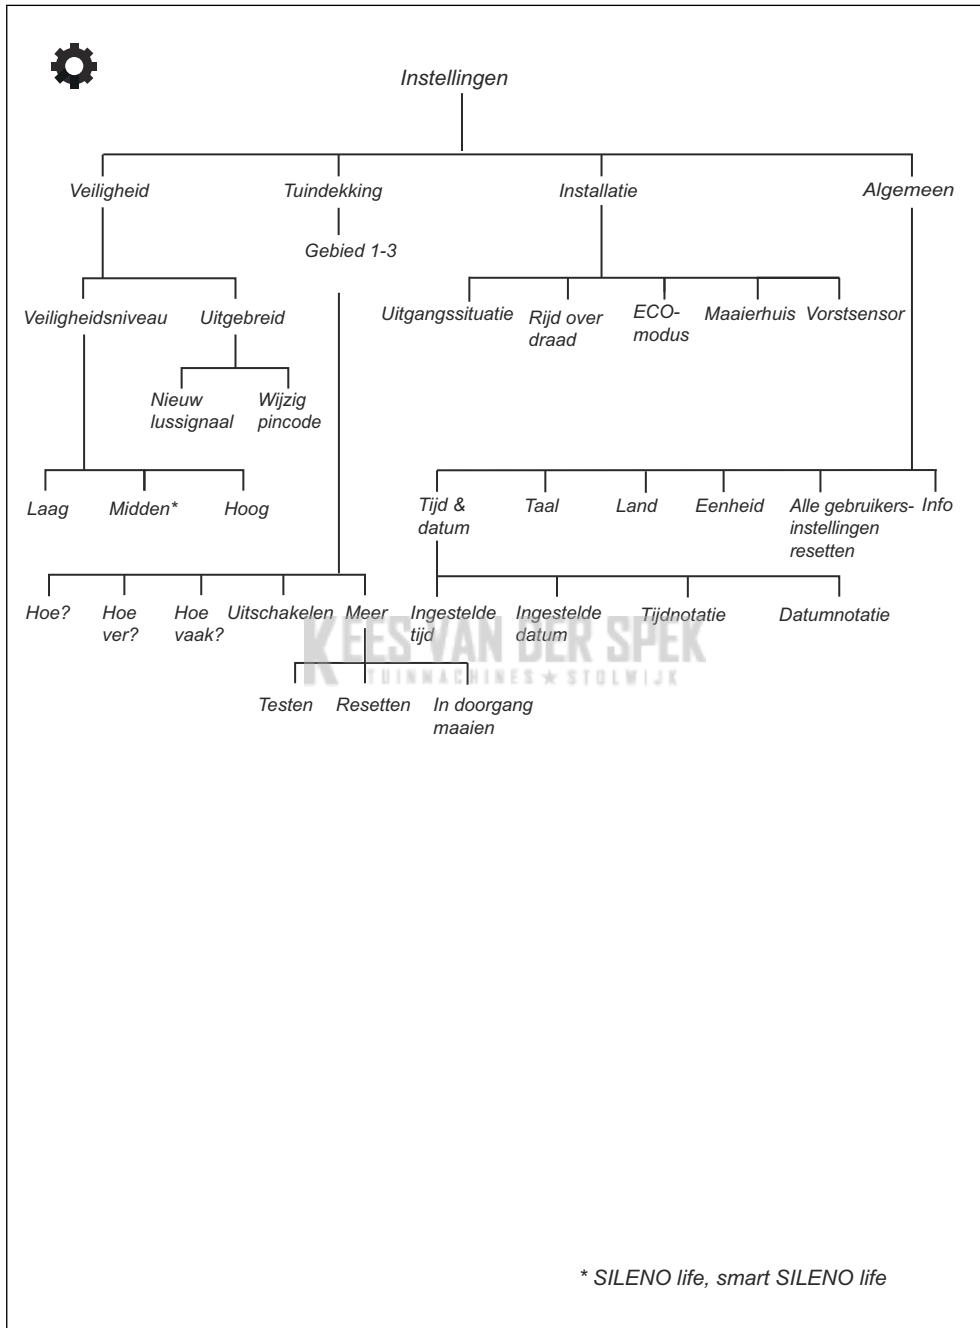 Instellingen
Veiligheid
Tuindekking
Installatie
Algemeen
Gebied 1-3
Veiligheidsniveau
Uitgebreid
Uitgangssituatie
Rijd over
draad
ECO-
modus
Maaierhuis
Vorstsensor
Nieuw
lussignaal
Wijzig
pincode
Laag
Midden*
Hoog
Tijd &
datum
Taal
Land
Eenheid
Alle gebruikers-
instellingen
resetten
Info
Hoe?
Hoe
ver?
Hoe
vaak?
Uitschakelen
Meer
Ingestelde
tijd
Ingestelde
datum
Tijdnotatie
Datumnotatie
KEES VAN DER SPEK
TUINMACHINES ★ STOLWIJK
Testen
Resetten
In doorgang
maaien
* SILENO life, smart SILENO life